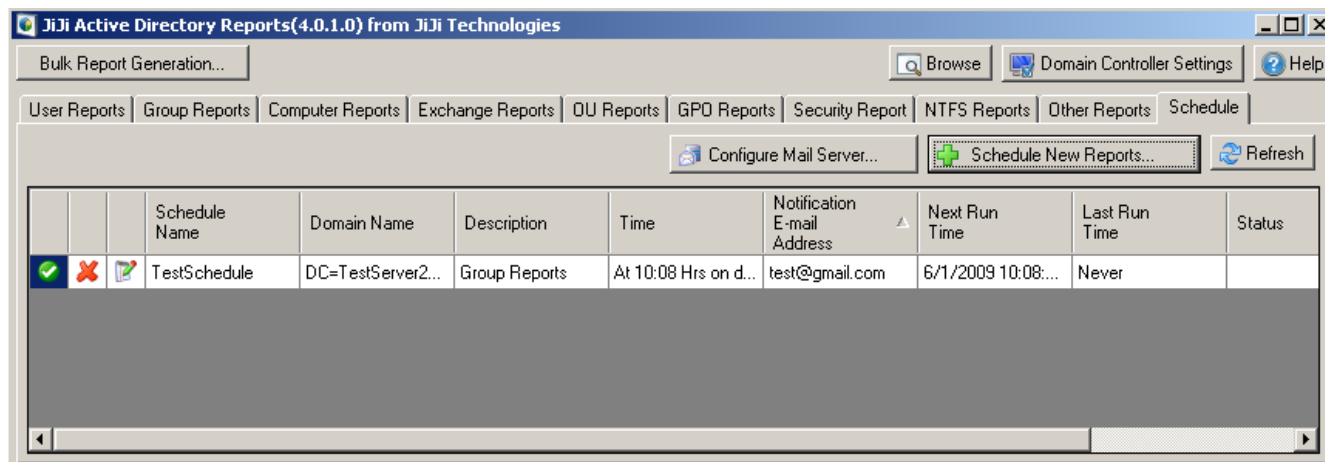 JiJi Active Directory Reports(4.0.1.0) from JiJi Technologies
Bulk Report Generation... Browse Domain Controller Settings Help
User Reports Group Reports Computer Reports Exchange Reports OU Reports GPO Reports Security Report NTFS Reports Other Reports Schedule
Configure Mail Server... Schedule New Reports... Refresh
Schedule Name Domain Name Description Time Notification E-mail Address Next Run Time Last Run Time Status
TestSchedule DC=TestServer2... Group Reports At 10:08 Hrs on d... test@gmail.com 6/1/2009 10:08:... Never